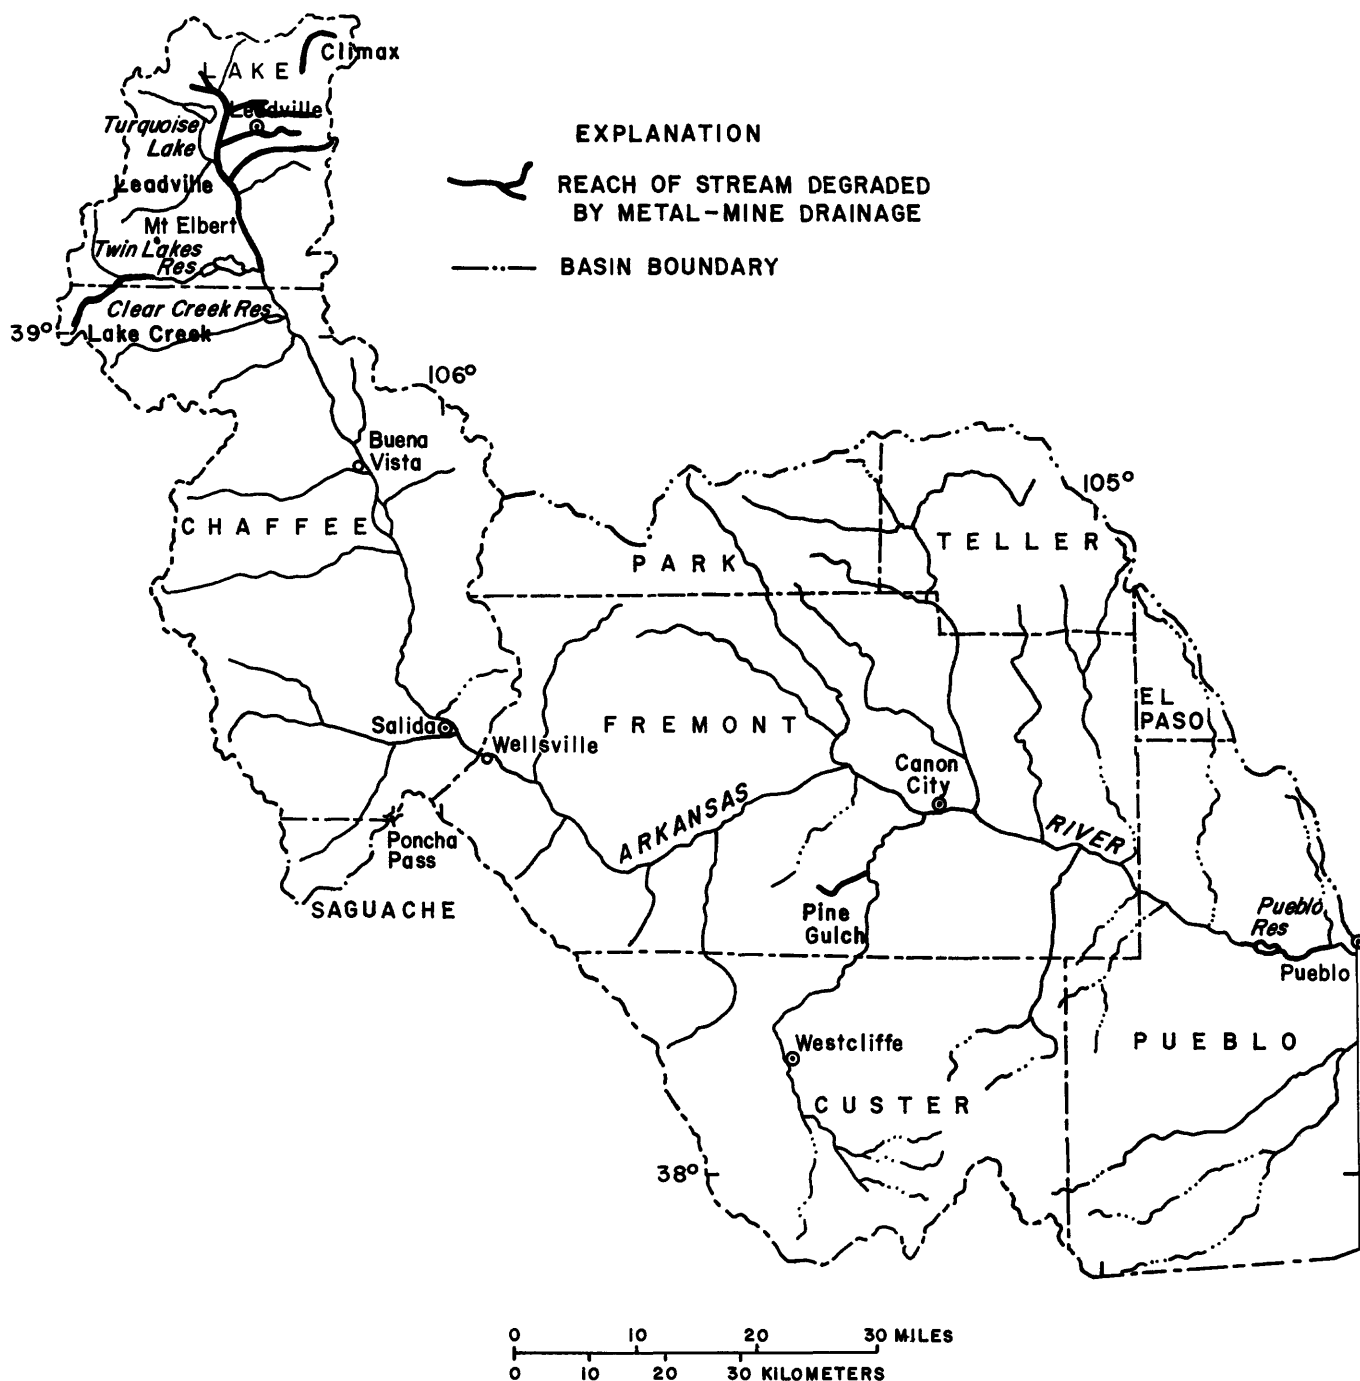 Climax
LAKE
Leadville
Turquoise
Lake
EXPLANATION
REACH OF STREAM DEGRADED
BY METAL-MINE DRAINAGE
BASIN BOUNDARY
Leadville
Mt Elbert
Twin Lakes
Res
Clear Creek Res
39° Lake Creek
106°
Buena
Vista
105°
CHAFFEE
PARK
TELLER
EL
PASO
Salida
Wellsville
FREMONT
Canon
City
ARKANSAS
RIVER
Poncha
Pass
SAGUACHE
Pine
Gulch
Pueblo
Res
Pueblo
Westcliffe
PUEBLO
CUSTER
38°
0 10 20 30 MILES
0 10 20 30 KILOMETERS